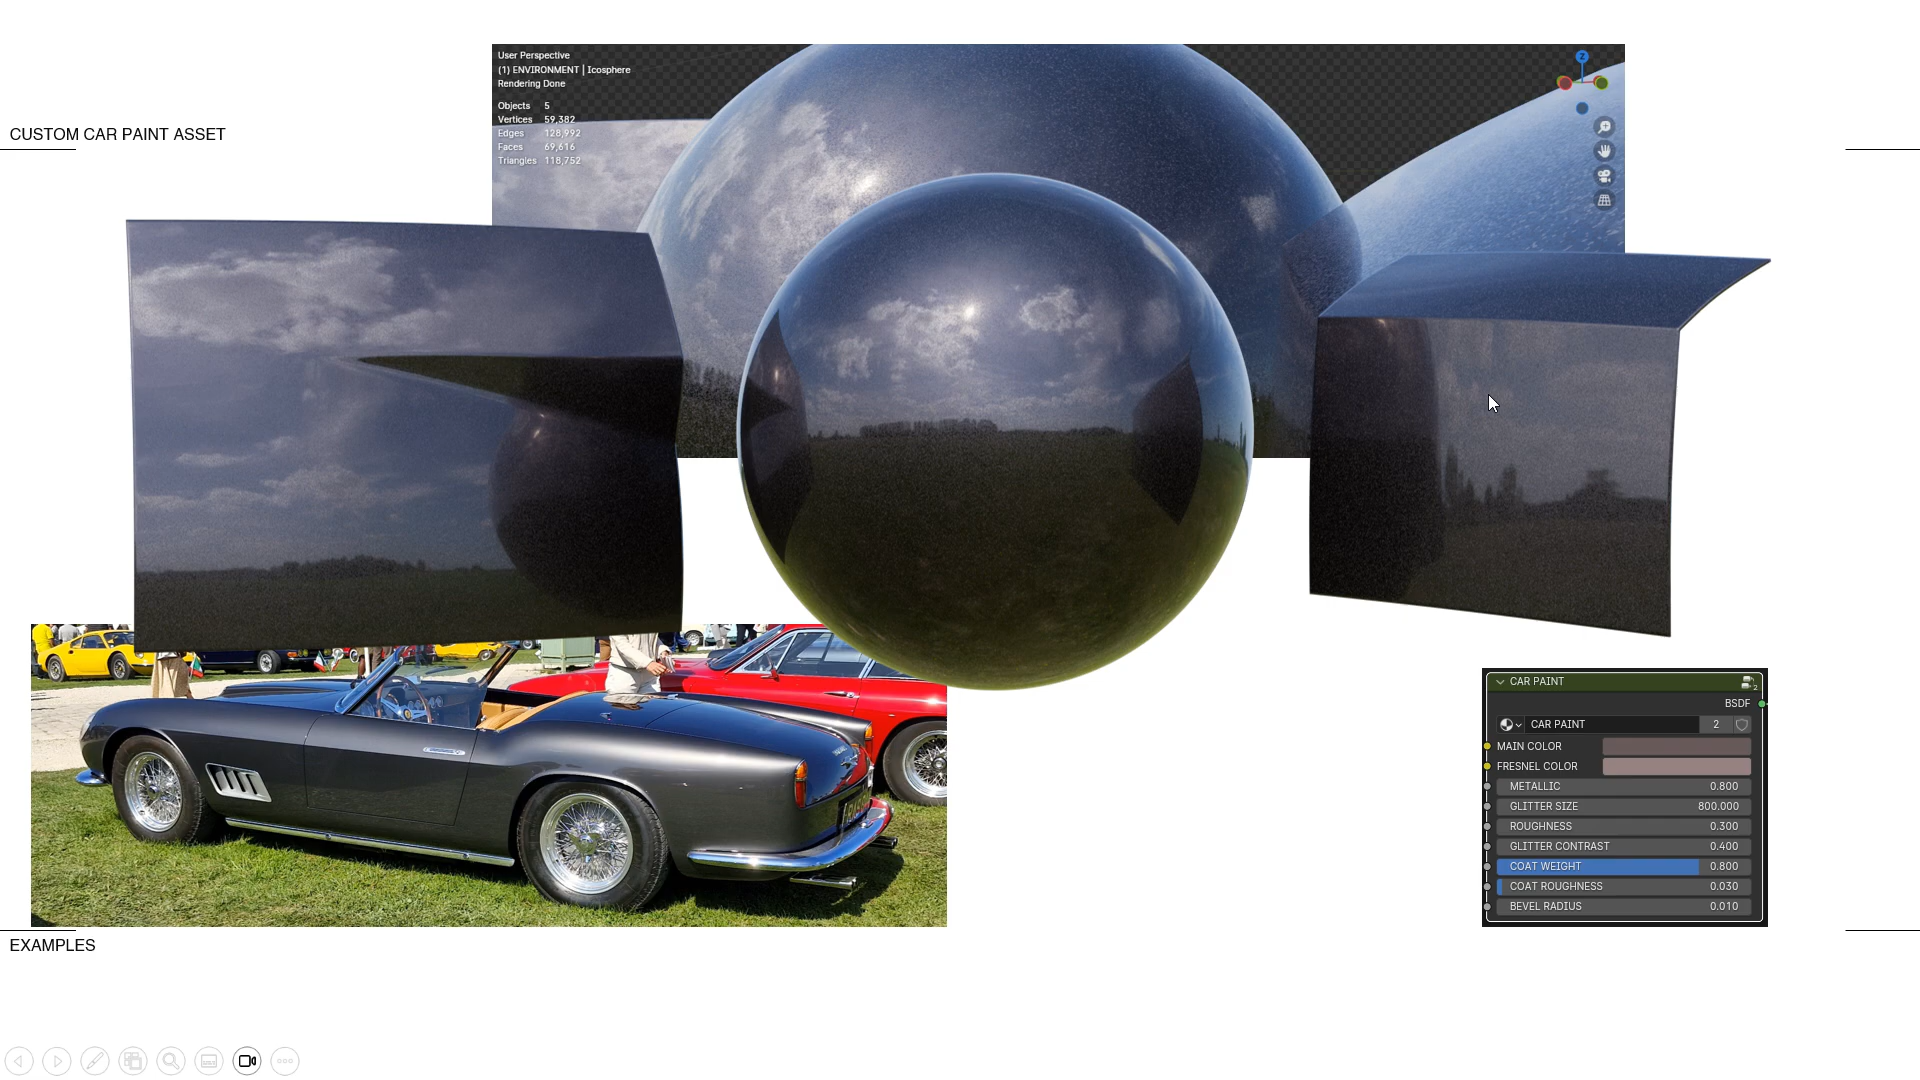 User Perspective
(1) ENVIRONMENT | Icosphere
Rendering Done
Objects 5
Vertices 59,382
Edges 128,992
Faces 69,616
Triangles 118,752
Z
CUSTOM CAR PAINT ASSET
CAR PAINT
2
BSDF
CAR PAINT 2
MAIN COLOR
FRESNEL COLOR
METALLIC 0.800
GLITTER SIZE 800.000
ROUGHNESS 0.300
GLITTER CONTRAST 0.400
COAT WEIGHT 0.800
COAT ROUGHNESS 0.030
BEVEL RADIUS 0.010
EXAMPLES